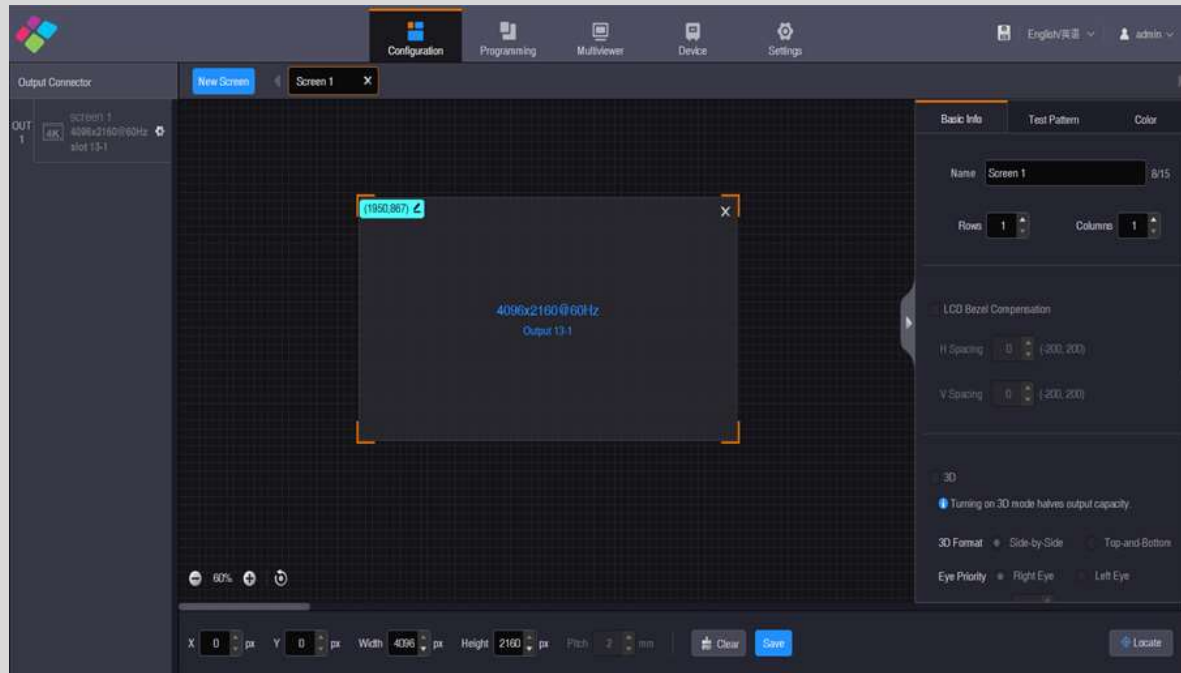 Configuration
Programming
Multiviewer
Device
Settings
English/英语
admin
Output Connector
New Screen
Screen 1
OUT
1
4K
screen 1
4096x2160@60Hz
slot 13-1
(1950,867)
4096x2160@60Hz
Output 13-1
60%
Basic Info
Test Pattern
Color
Name Screen 1 8/15
Rows 1 Columns 1
LCD Bezel Compensation
H Spacing 0 (-200, 200)
V Spacing 0 (-200, 200)
3D
Turning on 3D mode halves output capacity.
3D Format Side-by-Side Top-and-Bottom
Eye Priority Right Eye Left Eye
X 0 px Y 0 px Width 4096 px Height 2160 px Pitch 2 mm Clear Save Locate